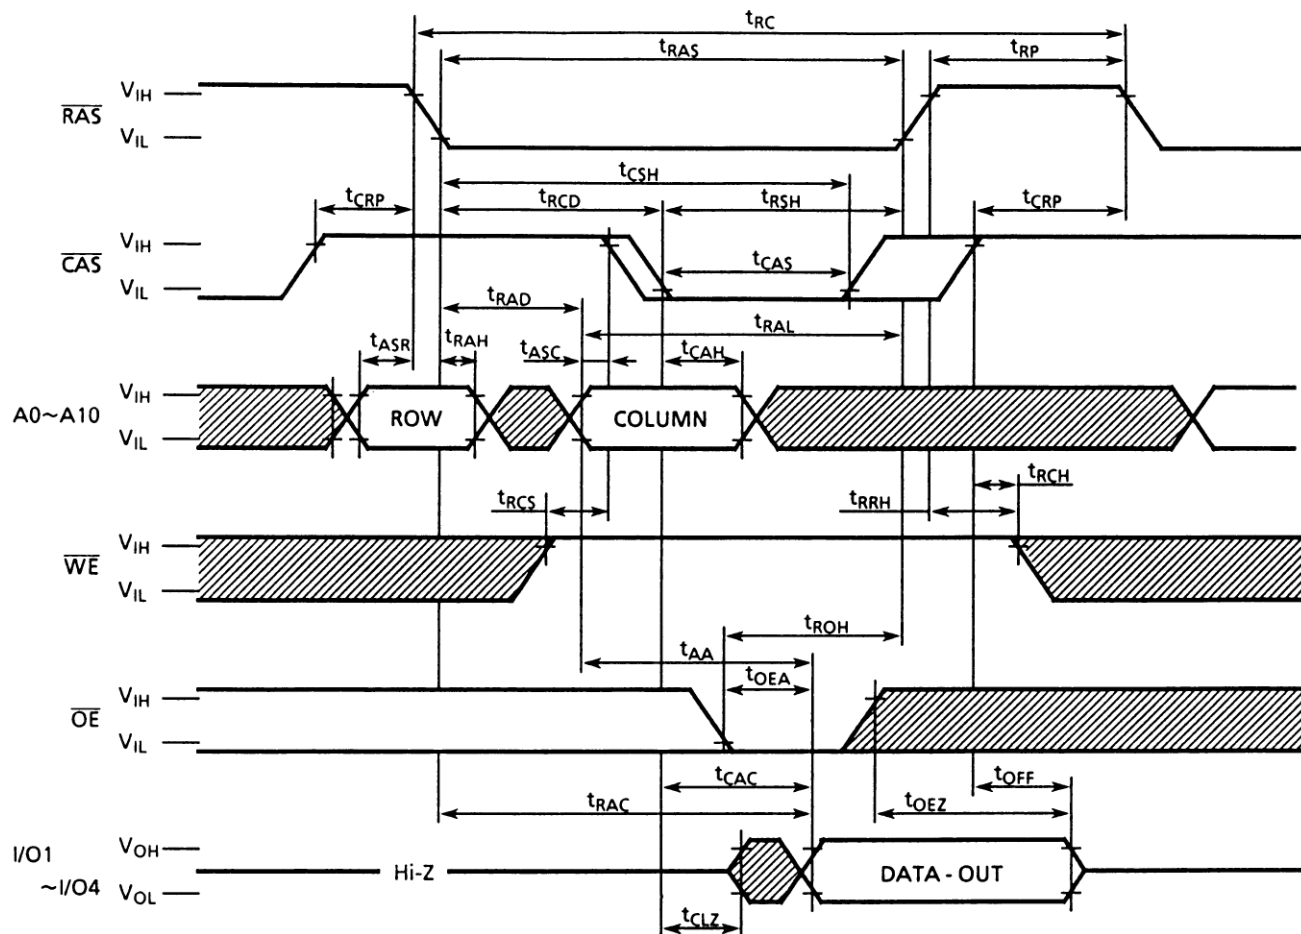 tRC
tRAS
tRP
VIH
RAS
VIL
tCSH
tCRP
tRCD
tRSH
tCRP
VIH
CAS
tCAS
VIL
tRAD
tRAL
tASR
tRAH
tASC
tCAH
VIH
A0~A10
ROW
COLUMN
VIL
tRCH
tRCS
tRRH
VIH
WE
VIL
tROH
tAA
tOEA
VIH
OE
VIL
tCAC
tOFF
tRAC
tOEZ
I/O1
VOH
Hi-Z
DATA - OUT
~I/O4
VOL
tCLZ